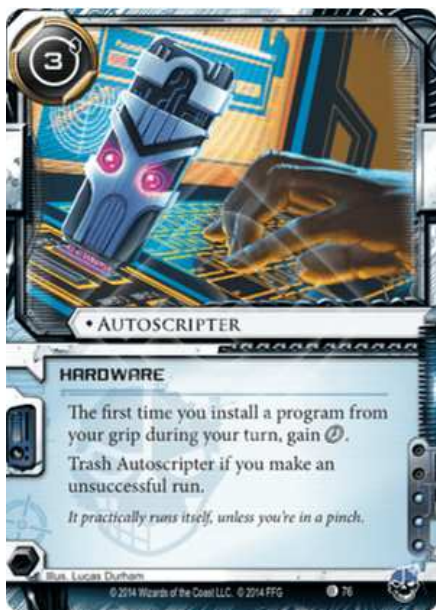 3
• AUTOSCRIPTER
HARDWARE
The first time you install a program from
your grip during your turn, gain .
Trash Autoscripter if you make an
unsuccessful run.
It practically runs itself, unless you're in a pinch.
Illus. Lucas Durham
© 2014 Wizards of the Coast LLC. © 2014 FFG
76